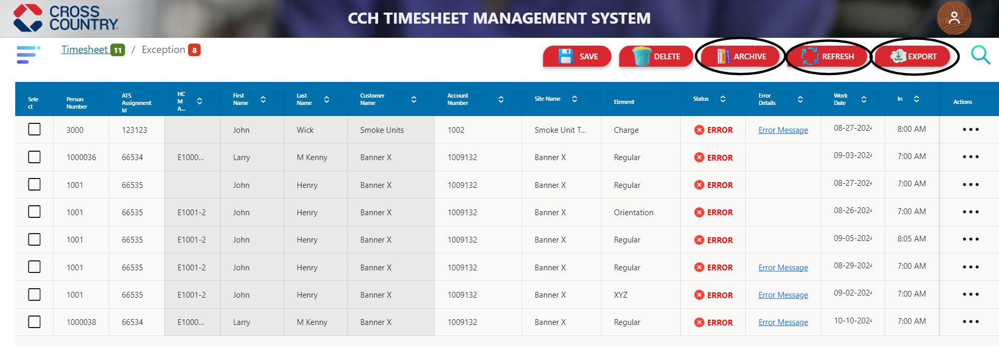 CROSS
COUNTRY
CCH TIMESHEET MANAGEMENT SYSTEM
Timesheet 11 / Exception 8
SAVE DELETE ARCHIVE REFRESH EXPORT
Sele
ct
Person
Number
ATS
Assignment
Id
HC
M
A...
First
Name
Last
Name
Customer
Name
Account
Number
Site Name
Element
Status
Error
Details
Work
Date
In
Actions
3000 123123 John Wick Smoke Units 1002 Smoke Unit T... Charge ERROR Error Message 08-27-2024 8:00 AM
1000036 66534 E1000... Larry M Kenny Banner X 1009132 Banner X Regular ERROR 09-03-2024 7:00 AM
1001 66535 John Henry Banner X 1009132 Banner X Regular ERROR 08-27-2024 7:00 AM
1001 66535 E1001-2 John Henry Banner X 1009132 Banner X Orientation ERROR 08-26-2024 7:00 AM
1001 66535 E1001-2 John Henry Banner X 1009132 Banner X Regular ERROR 09-05-2024 8:05 AM
1001 66535 E1001-2 John Henry Banner X 1009132 Banner X Regular ERROR Error Message 08-29-2024 7:00 AM
1001 66535 E1001-2 John Henry Banner X 1009132 Banner X XYZ ERROR Error Message 09-02-2024 7:00 AM
1000038 66534 E1000... Larry M Kenny Banner X 1009132 Banner X Regular ERROR Error Message 10-10-2024 7:00 AM